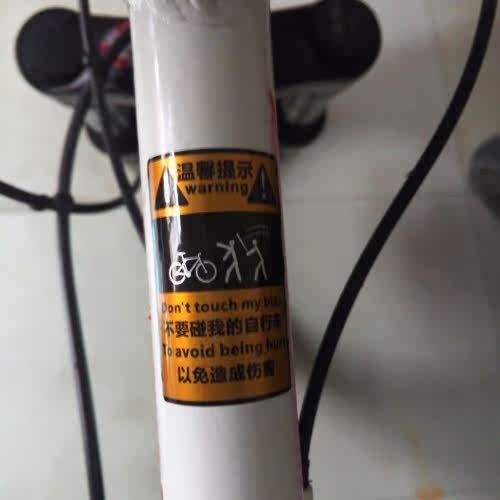 温馨提示
warning
Don't touch my bike
不要碰我的自行车
To avoid being hurt
以免造成伤害